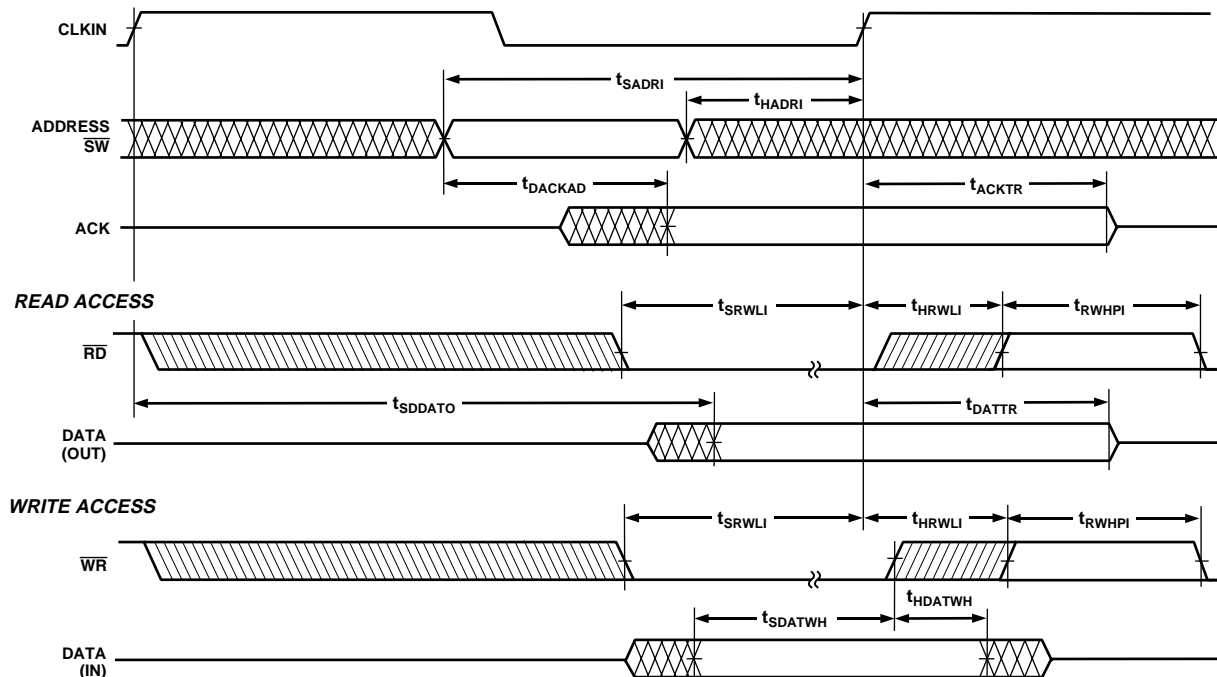 CLKIN
tSADRI
tHADRI
ADDRESS
SW
tDACKAD
tACKTR
ACK
READ ACCESS
tSRWLI
tHRWLI
tRWHPI
RD
tSDDATO
tDATTR
DATA
(OUT)
WRITE ACCESS
tSRWLI
tHRWLI
tRWHPI
WR
tSDATWH
tHDATWH
DATA
(IN)